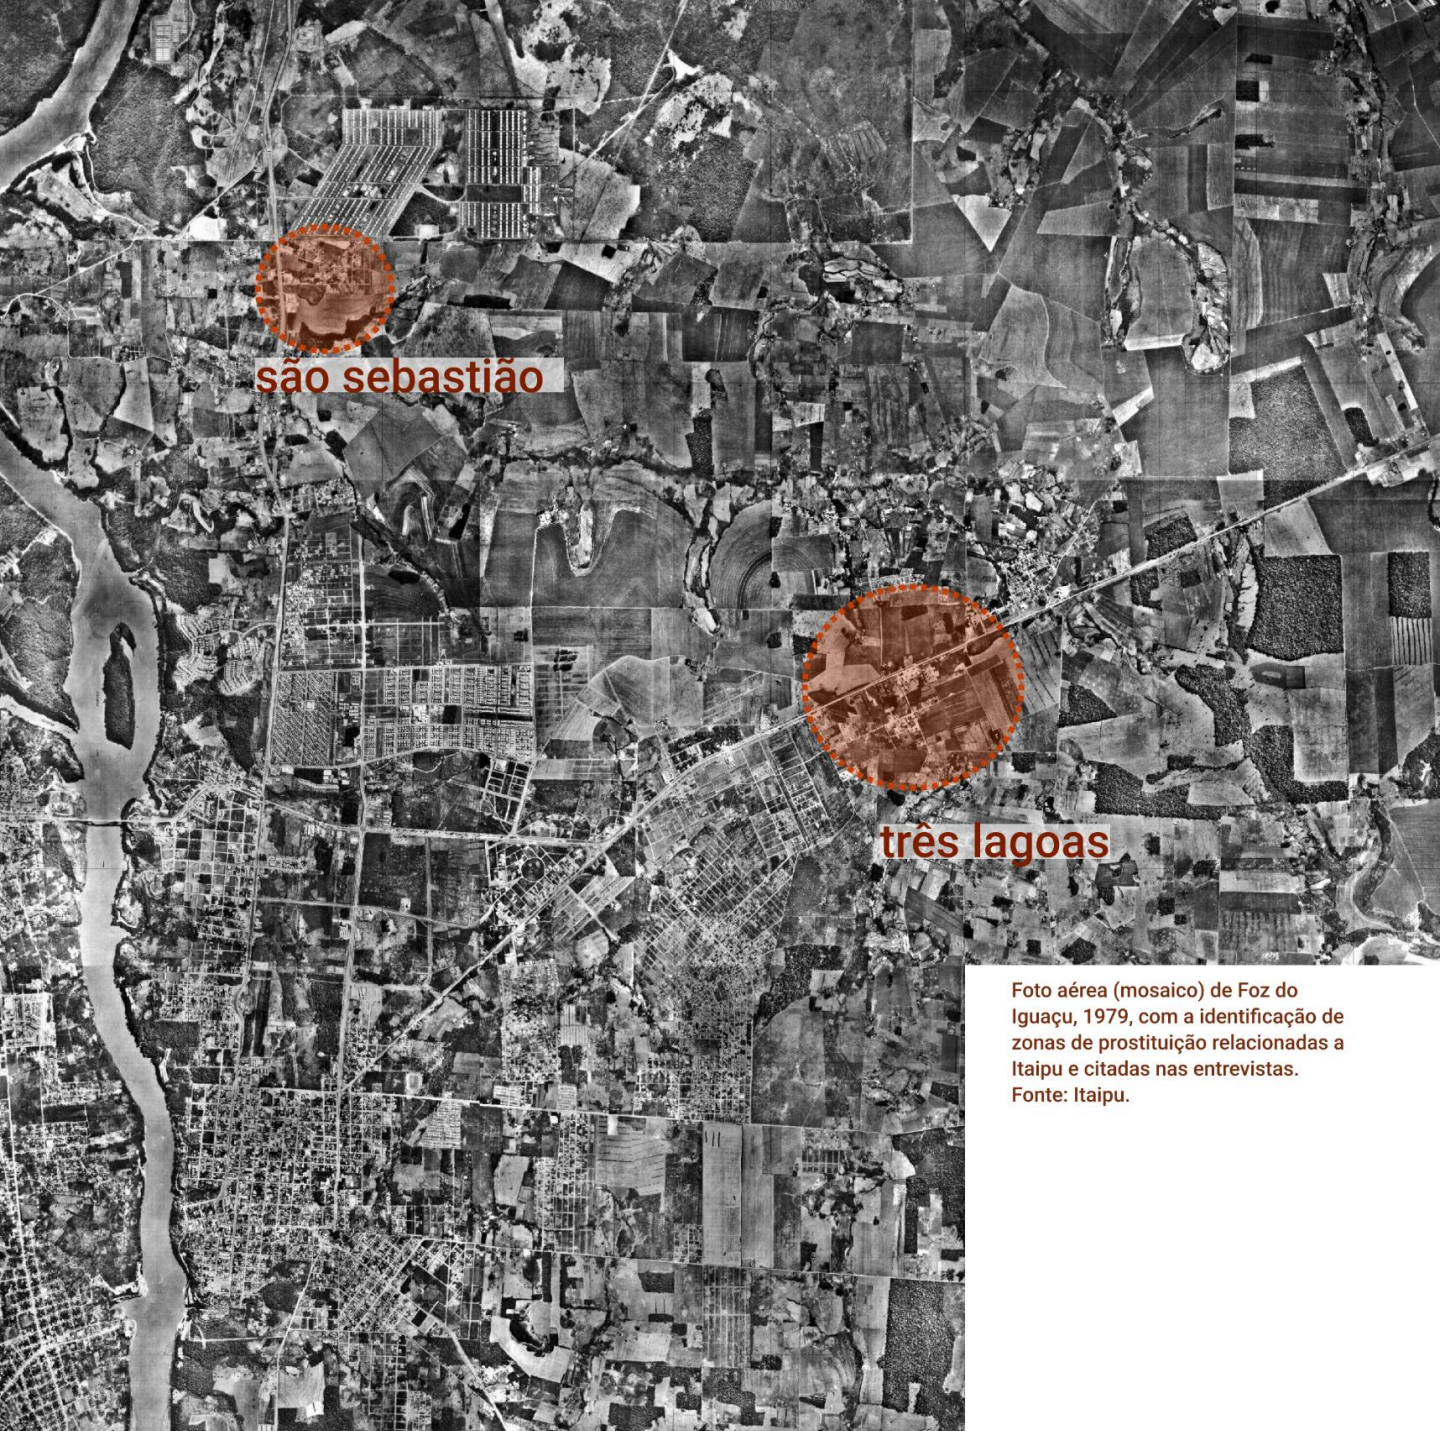 são sebastião
três lagoas
Foto aérea (mosaico) de Foz do
Iguaçu, 1979, com a identificação de
zonas de prostituição relacionadas a
Itaipu e citadas nas entrevistas.
Fonte: Itaipu.